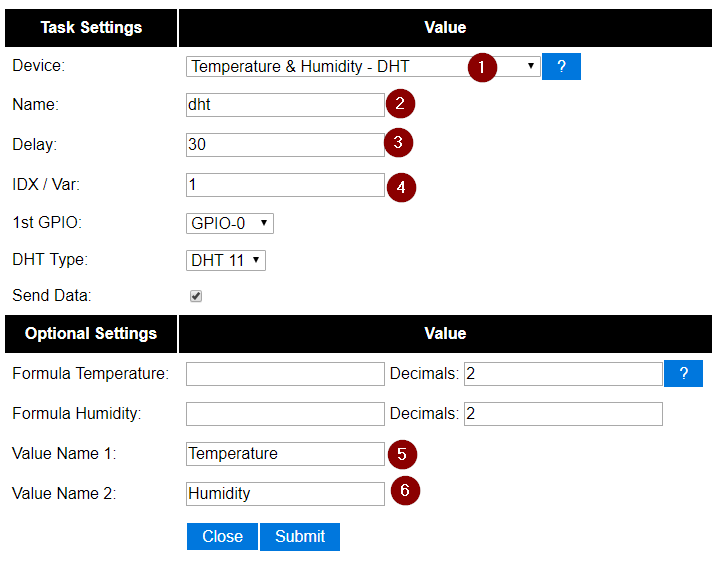 Task Settings Value
Device: Temperature & Humidity - DHT 1 ?
Name: dht 2
Delay: 30 3
IDX / Var: 1 4
1st GPIO: GPIO-0
DHT Type: DHT 11
Send Data:
Optional Settings Value
Formula Temperature: Decimals: 2 ?
Formula Humidity: Decimals: 2
Value Name 1: Temperature 5
Value Name 2: Humidity 6
Close Submit